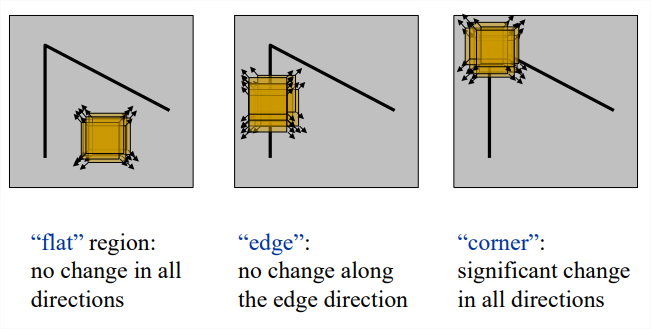 “flat” region:
no change in all
directions
“edge”:
no change along
the edge direction
“corner”:
significant change
in all directions